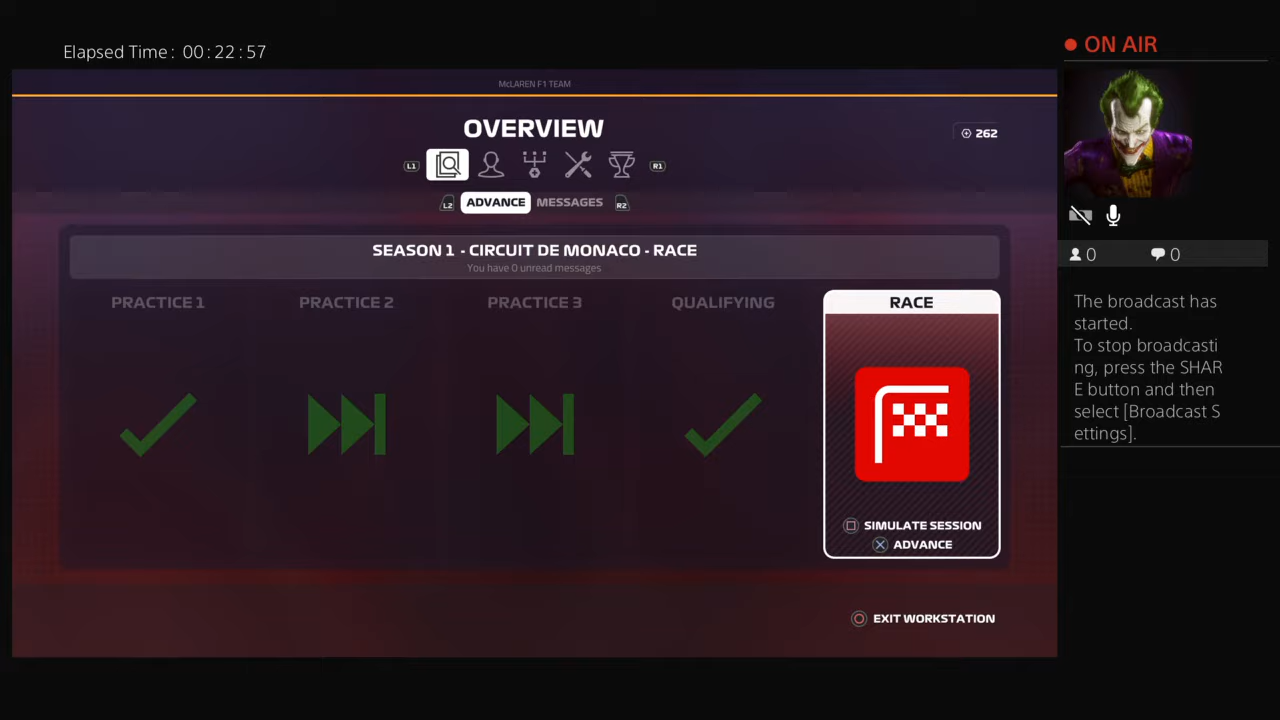 Elapsed Time: 00:22:57
ON AIR
McLAREN F1 TEAM
OVERVIEW
262
L1
R1
L2 ADVANCE MESSAGES R2
SEASON 1 - CIRCUIT DE MONACO - RACE
You have 0 unread messages
PRACTICE 1 PRACTICE 2 PRACTICE 3 QUALIFYING RACE
SIMULATE SESSION
ADVANCE
EXIT WORKSTATION
0 0
The broadcast has
started.
To stop broadcasti
ng, press the SHAR
E button and then
select [Broadcast S
ettings].